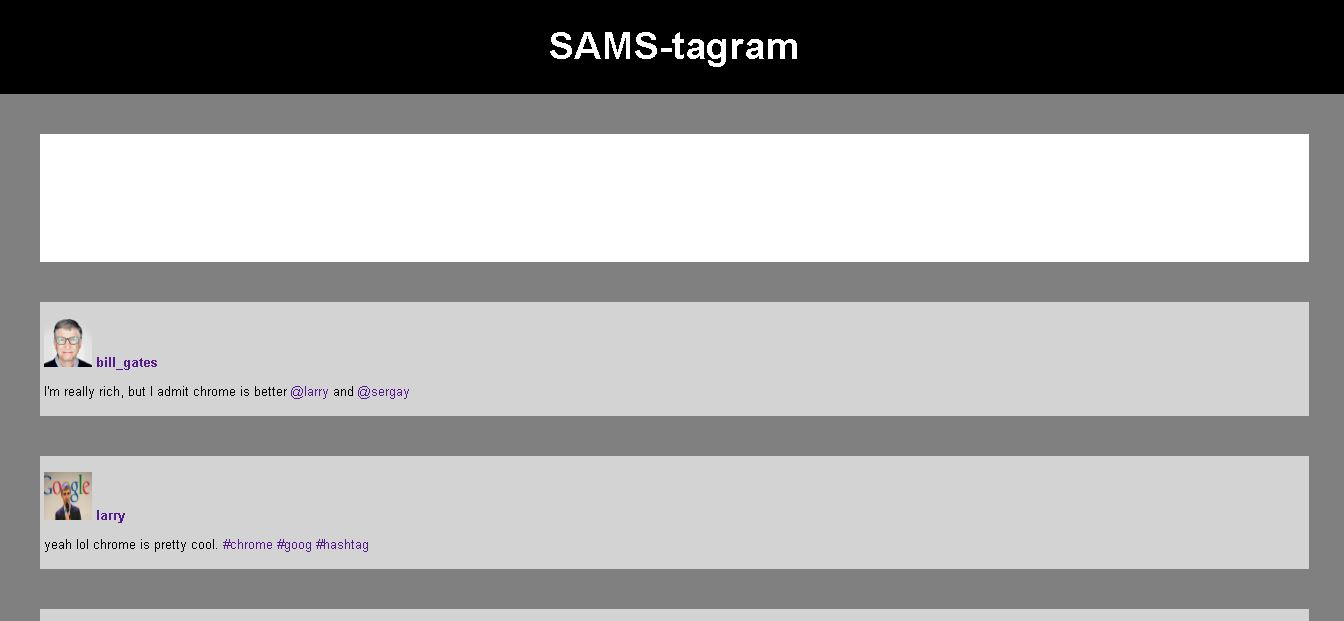 SAMS-tagram
bill_gates
I'm really rich, but I admit chrome is better @larry and @sergay
Google
larry
yeah lol chrome is pretty cool. #chrome #goog #hashtag